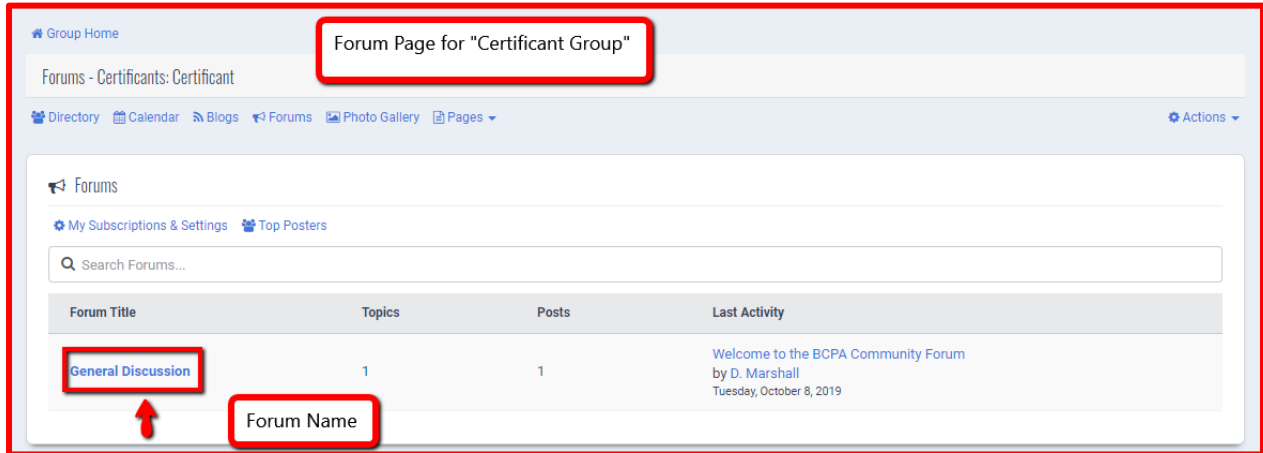 Group Home
Forum Page for "Certificant Group"
Forums - Certificants: Certificant
Directory Calendar Blogs Forums Photo Gallery Pages Actions
Forums
My Subscriptions & Settings Top Posters
Search Forums...
Forum Title Topics Posts Last Activity
General Discussion 1 1 Welcome to the BCPA Community Forum
by D. Marshall
Tuesday, October 8, 2019
Forum Name